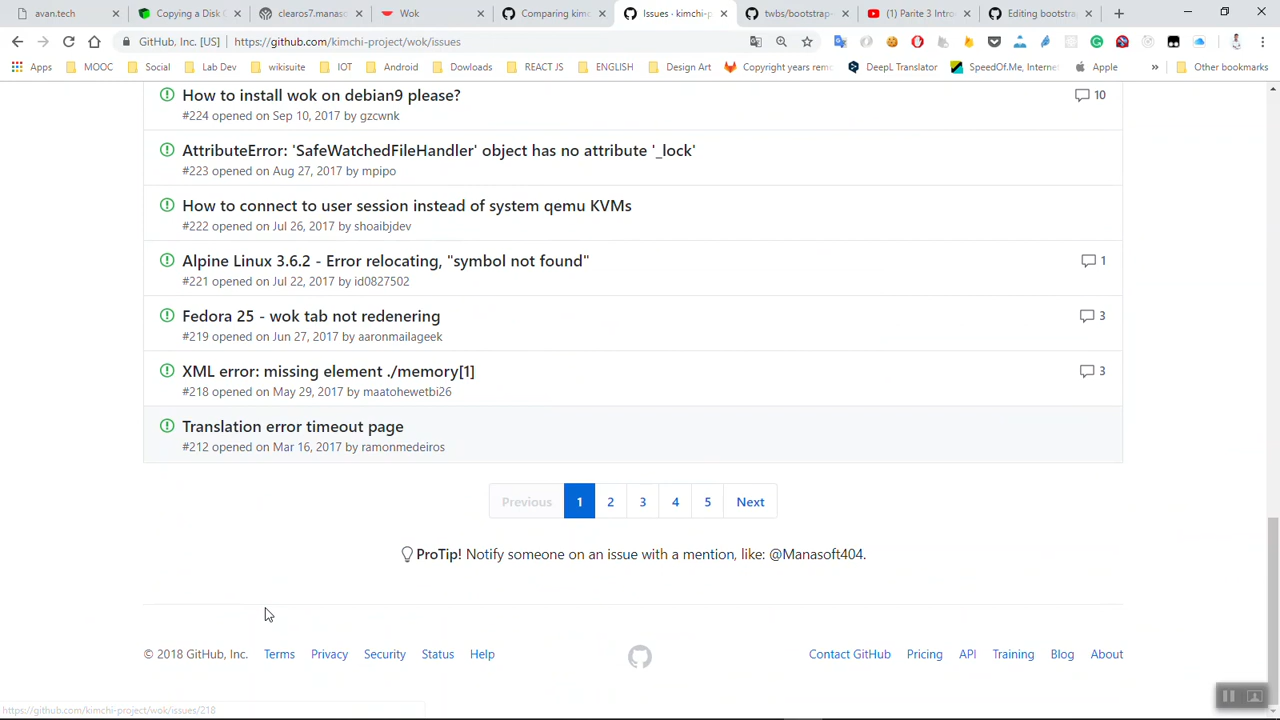 avan.tech
Copying a Disk
clearos7.manaso
Wok
Comparing kimc
Issues · kimchi-p
twbs/bootstrap-
(1) Parite 3 Intro
Editing bootstra
GitHub, Inc. [US]
https://github.com/kimchi-project/wok/issues
Apps
MOOC
Social
Lab Dev
wikisuite
IOT
Android
Dowloads
REACT JS
ENGLISH
Design Art
Copyright years rem
DeepL Translator
SpeedOf.Me, Internet
Apple
»
Other bookmarks
How to install wok on debian9 please?
10
#224 opened on Sep 10, 2017 by gzcwnk
AttributeError: 'SafeWatchedFileHandler' object has no attribute '_lock'
#223 opened on Aug 27, 2017 by mpipo
How to connect to user session instead of system qemu KVMs
#222 opened on Jul 26, 2017 by shoaibjdev
Alpine Linux 3.6.2 - Error relocating, "symbol not found"
1
#221 opened on Jul 22, 2017 by id0827502
Fedora 25 - wok tab not redenering
3
#219 opened on Jun 27, 2017 by aaronmailageek
XML error: missing element ./memory[1]
3
#218 opened on May 29, 2017 by maatohewetbi26
Translation error timeout page
#212 opened on Mar 16, 2017 by ramonmedeiros
Previous 1 2 3 4 5 Next
ProTip! Notify someone on an issue with a mention, like: @Manasoft404.
© 2018 GitHub, Inc. Terms Privacy Security Status Help
Contact GitHub Pricing API Training Blog About
https://github.com/kimchi-project/wok/issues/218